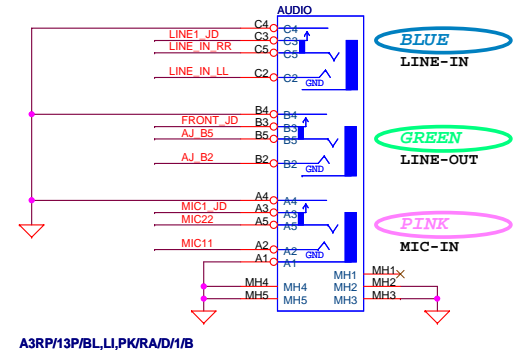 AUDIO
C4 C4
LINE1_JD C3 C3
LINE_IN_RR C5 C5
BLUE
LINE-IN
LINE_IN_LL C2 C2
GND
B4 B4
FRONT_JD B3 B3
AJ_B5 B5 B5
GREEN
LINE-OUT
AJ_B2 B2 B2
GND
A4 A4
MIC1_JD A3 A3
MIC22 A5 A5
PINK
MIC-IN
MIC11 A2 A2
GND
A1 A1
MH1 MH1
MH4 MH4 MH2 MH2
MH5 MH5 MH3 MH3
A3RP/13P/BL,LI,PK/RA/D/1/B